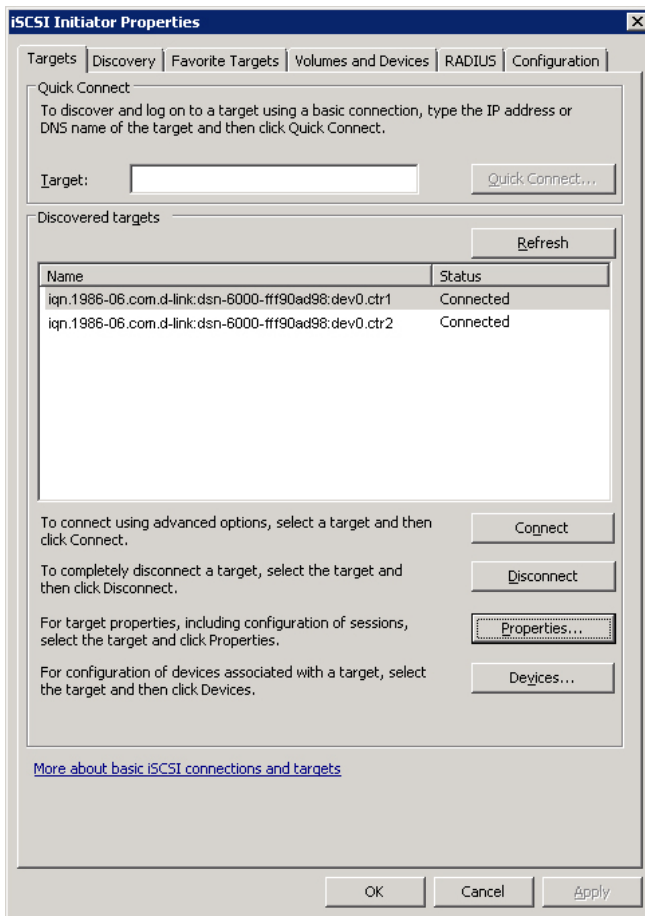 iSCSI Initiator Properties
Targets Discovery Favorite Targets Volumes and Devices RADIUS Configuration
Quick Connect
To discover and log on to a target using a basic connection, type the IP address or
DNS name of the target and then click Quick Connect.
Target:
Quick Connect...
Discovered targets
Refresh
Name Status
iqn.1986-06.com.d-link:dsn-6000-fff90ad98:dev0.ctr1 Connected
iqn.1986-06.com.d-link:dsn-6000-fff90ad98:dev0.ctr2 Connected
To connect using advanced options, select a target and then
click Connect.
Connect
To completely disconnect a target, select the target and
then click Disconnect.
Disconnect
For target properties, including configuration of sessions,
select the target and click Properties.
Properties...
For configuration of devices associated with a target, select
the target and then click Devices.
Devices...
More about basic iSCSI connections and targets
OK Cancel Apply